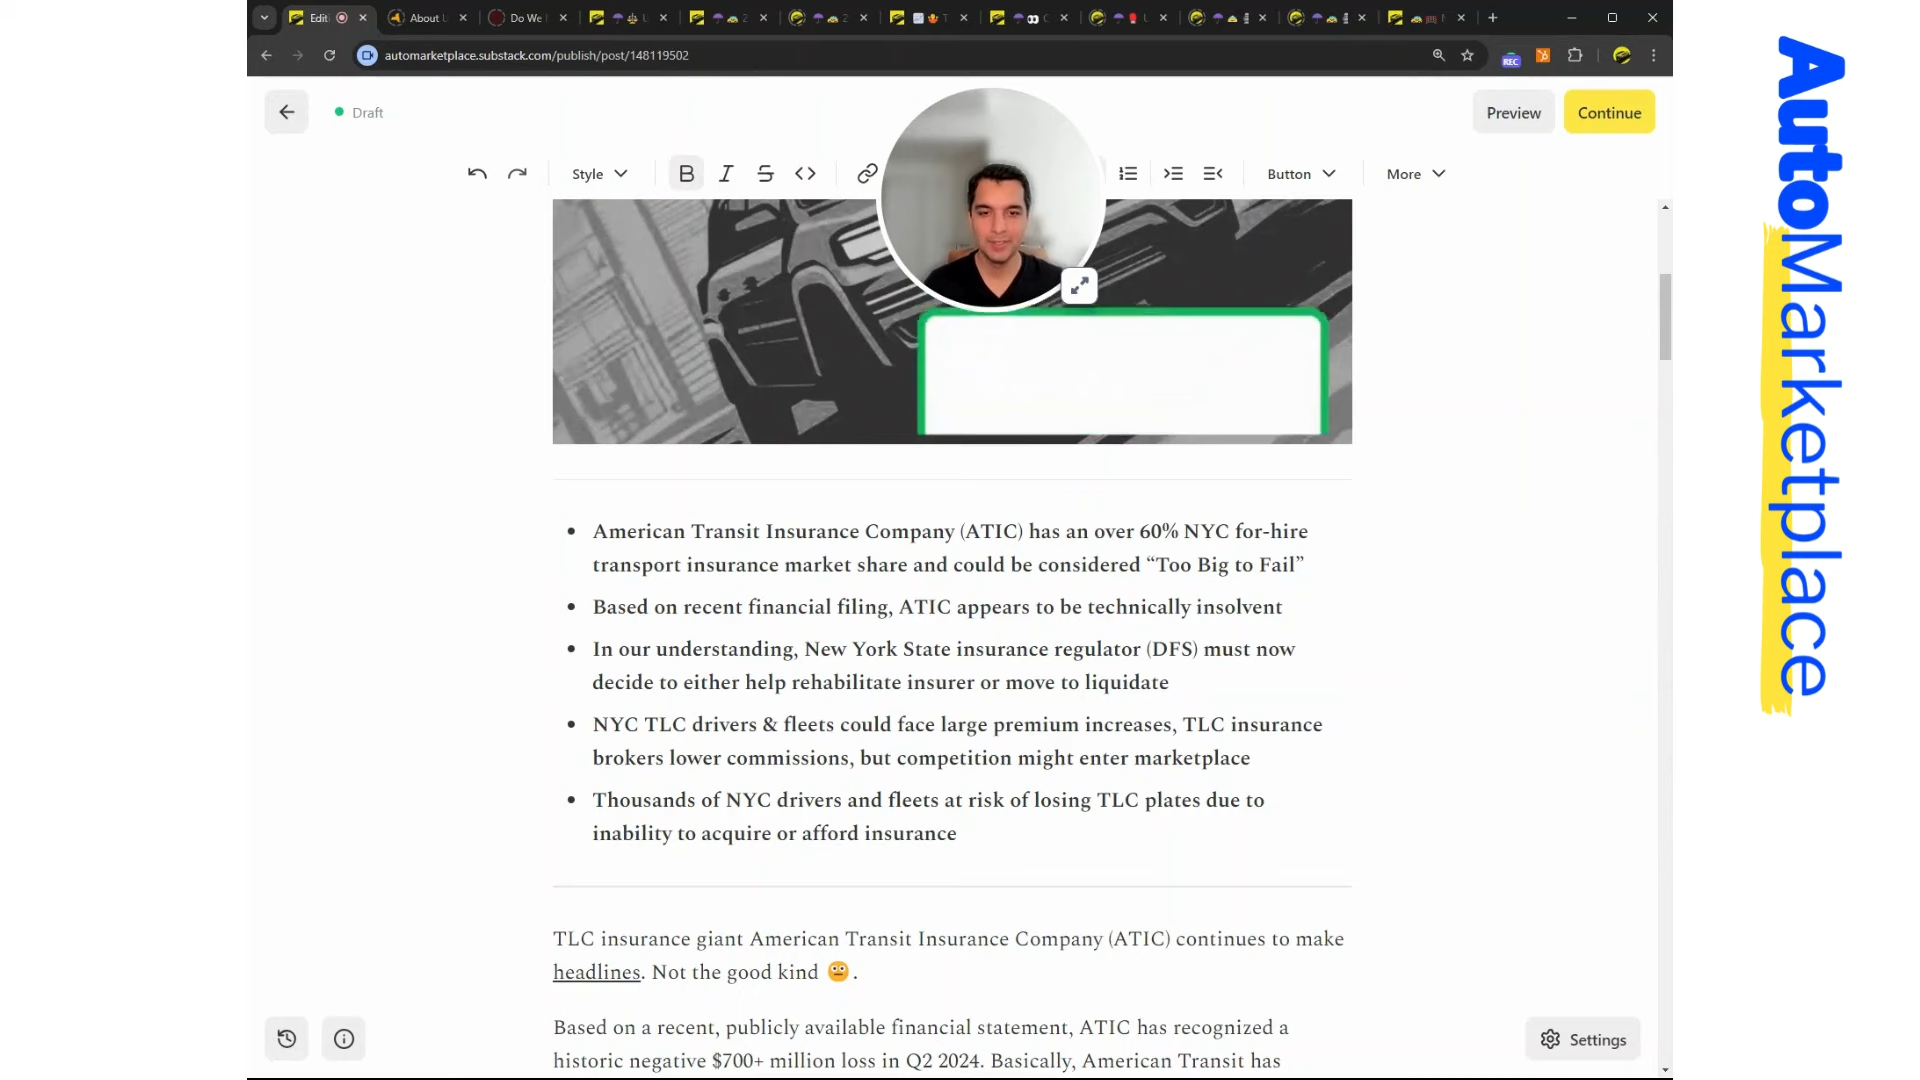 Edit
About
Do We
automarketplace.substack.com/publish/post/148119502
REC
Draft
Preview
Continue
Style
B
I
S
Button
More
American Transit Insurance Company (ATIC) has an over 60% NYC for-hire
transport insurance market share and could be considered “Too Big to Fail”
Based on recent financial filing, ATIC appears to be technically insolvent
In our understanding, New York State insurance regulator (DFS) must now
decide to either help rehabilitate insurer or move to liquidate
NYC TLC drivers & fleets could face large premium increases, TLC insurance
brokers lower commissions, but competition might enter marketplace
Thousands of NYC drivers and fleets at risk of losing TLC plates due to
inability to acquire or afford insurance
TLC insurance giant American Transit Insurance Company (ATIC) continues to make
headlines. Not the good kind 😐.
Based on a recent, publicly available financial statement, ATIC has recognized a
historic negative $700+ million loss in Q2 2024. Basically, American Transit has
Settings
AutoMarketplace